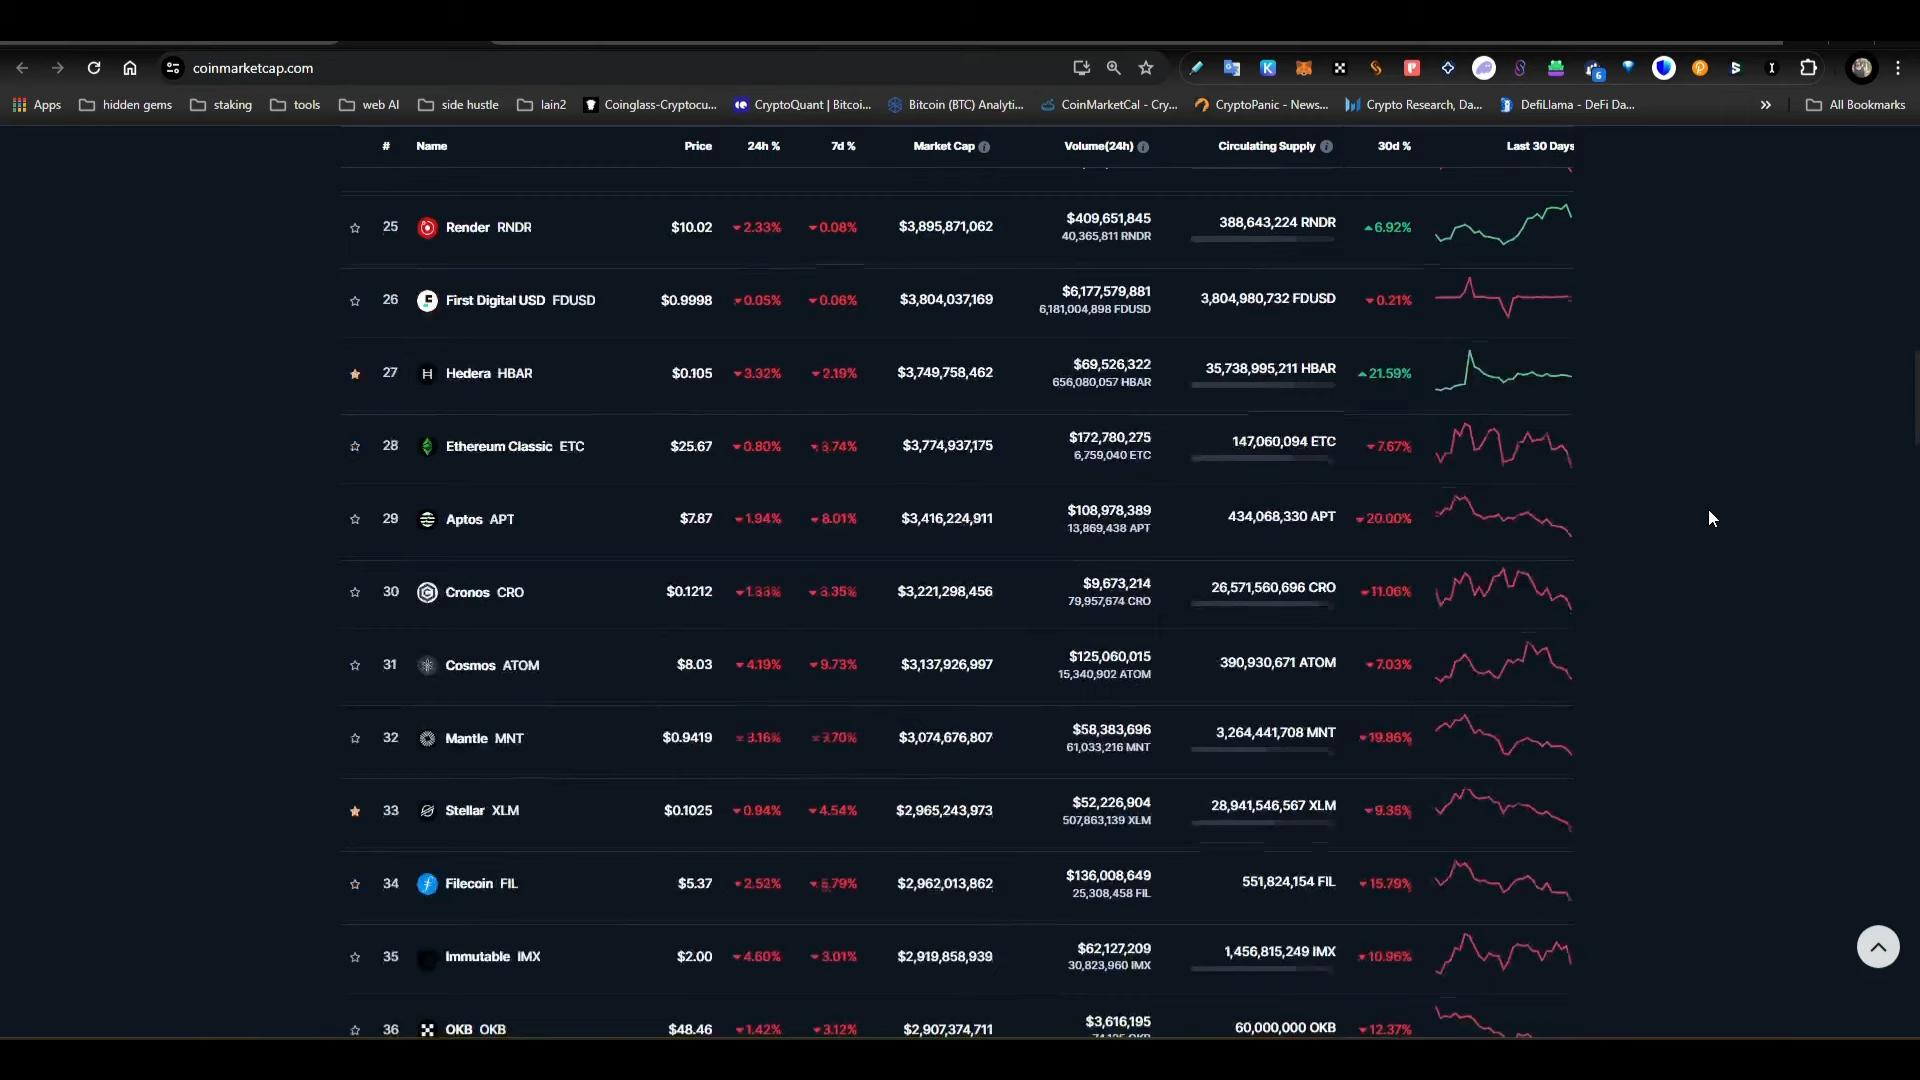 coinmarketcap.com
6
Apps hidden gems staking tools web AI side hustle lain2 Coinglass-Cryptocu... CryptoQuant | Bitcoi... Bitcoin (BTC) Analyti... CoinMarketCal - Cry... CryptoPanic - News... Crypto Research, Da... DefiLlama - DeFi Da... » All Bookmarks
# Name Price 24h % 7d % Market Cap Volume(24h) Circulating Supply 30d % Last 30 Days
25 Render RNDR $10.02 2.33% 0.08% $3,895,871,062 $409,651,845 388,643,224 RNDR 6.92%
40,365,811 RNDR
26 First Digital USD FDUSD $0.9998 0.05% 0.06% $3,804,037,169 $6,177,579,881 3,804,980,732 FDUSD 0.21%
6,181,004,898 FDUSD
27 Hedera HBAR $0.105 3.32% 2.19% $3,749,758,462 $69,526,322 35,738,995,211 HBAR 21.59%
656,080,057 HBAR
28 Ethereum Classic ETC $25.67 0.80% $3,774,937,175 $172,780,275 147,060,094 ETC 7.67%
6,759,040 ETC
29 Aptos APT $7.87 1.94% 8.01% $3,416,224,911 $108,978,389 434,068,330 APT 20.00%
13,869,438 APT
30 Cronos CRO $0.1212 $3,221,298,456 $9,673,214 26,571,560,696 CRO 11.06%
79,957,674 CRO
31 Cosmos ATOM $8.03 4.19% 9.73% $3,137,926,997 $125,060,015 390,930,671 ATOM 7.03%
15,340,902 ATOM
32 Mantle MNT $0.9419 3.16% $3,074,676,807 $58,383,696 3,264,441,708 MNT 19.86%
61,033,216 MNT
33 Stellar XLM $0.1025 0.94% 4.54% $2,965,243,973 $52,226,904 28,941,546,567 XLM
507,863,139 XLM
34 Filecoin FIL $5.37 $2,962,013,862 $136,008,649 551,824,154 FIL 15.79%
25,308,458 FIL
35 Immutable IMX $2.00 4.60% 3.01% $2,919,858,939 $62,127,209 1,456,815,249 IMX 10.96%
30,823,960 IMX
36 OKB OKB $48.46 1.42% 3.12% $2,907,374,711 $3,616,195 60,000,000 OKB 12.37%